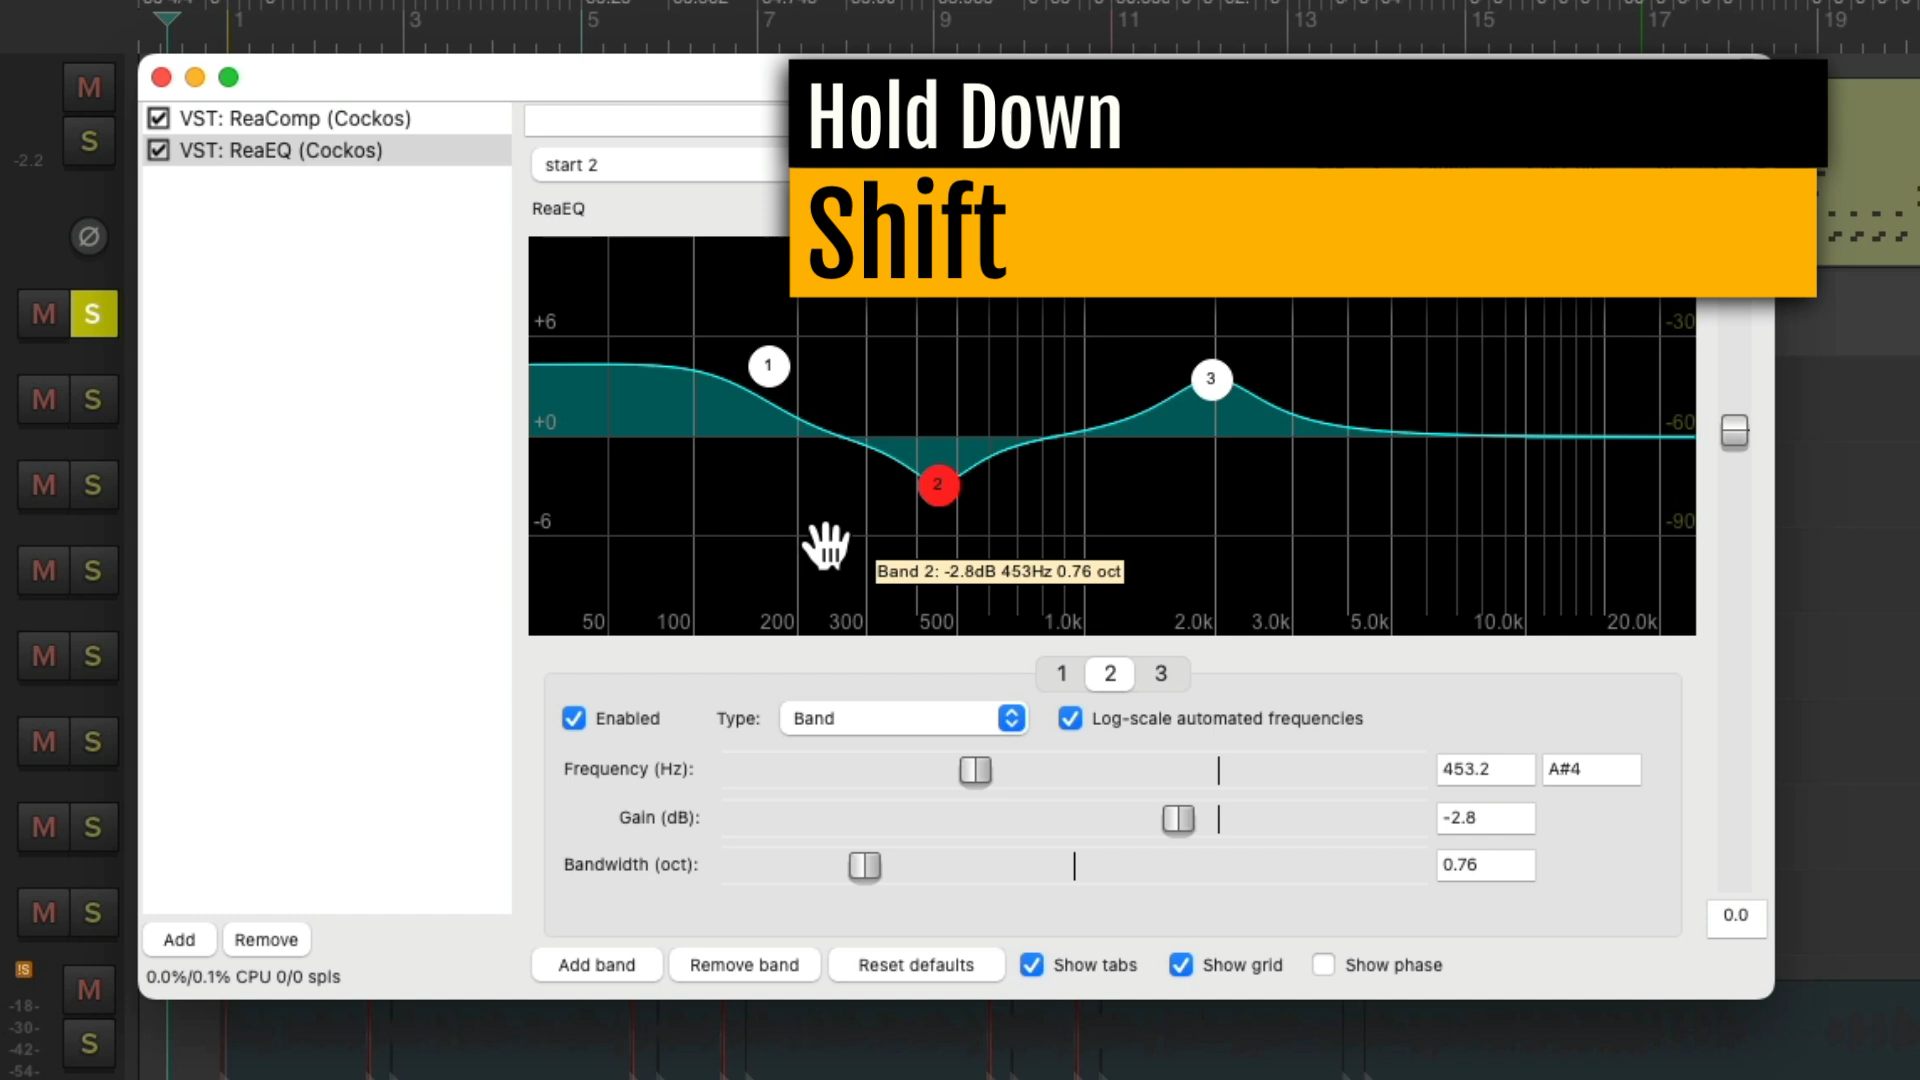 1 3 5 7 9 11 13 15 17 19
Hold Down
Shift
M
S
-2.2
Ø
VST: ReaComp (Cockos)
VST: ReaEQ (Cockos)
start 2
ReaEQ
M S
M S
M S
M S
M S
M S
M S
M S
+6 -30
1
3
+0 -60
2
-6 -90
Band 2: -2.8dB 453Hz 0.76 oct
50 100 200 300 500 1.0k 2.0k 3.0k 5.0k 10.0k 20.0k
1 2 3
Enabled Type: Band Log-scale automated frequencies
Frequency (Hz): 453.2 A#4
Gain (dB): -2.8
Bandwidth (oct): 0.76
0.0
Add Remove
Add band Remove band Reset defaults Show tabs Show grid Show phase
0.0%/0.1% CPU 0/0 spls
M
S
-18-
-30-
-42-
-54-